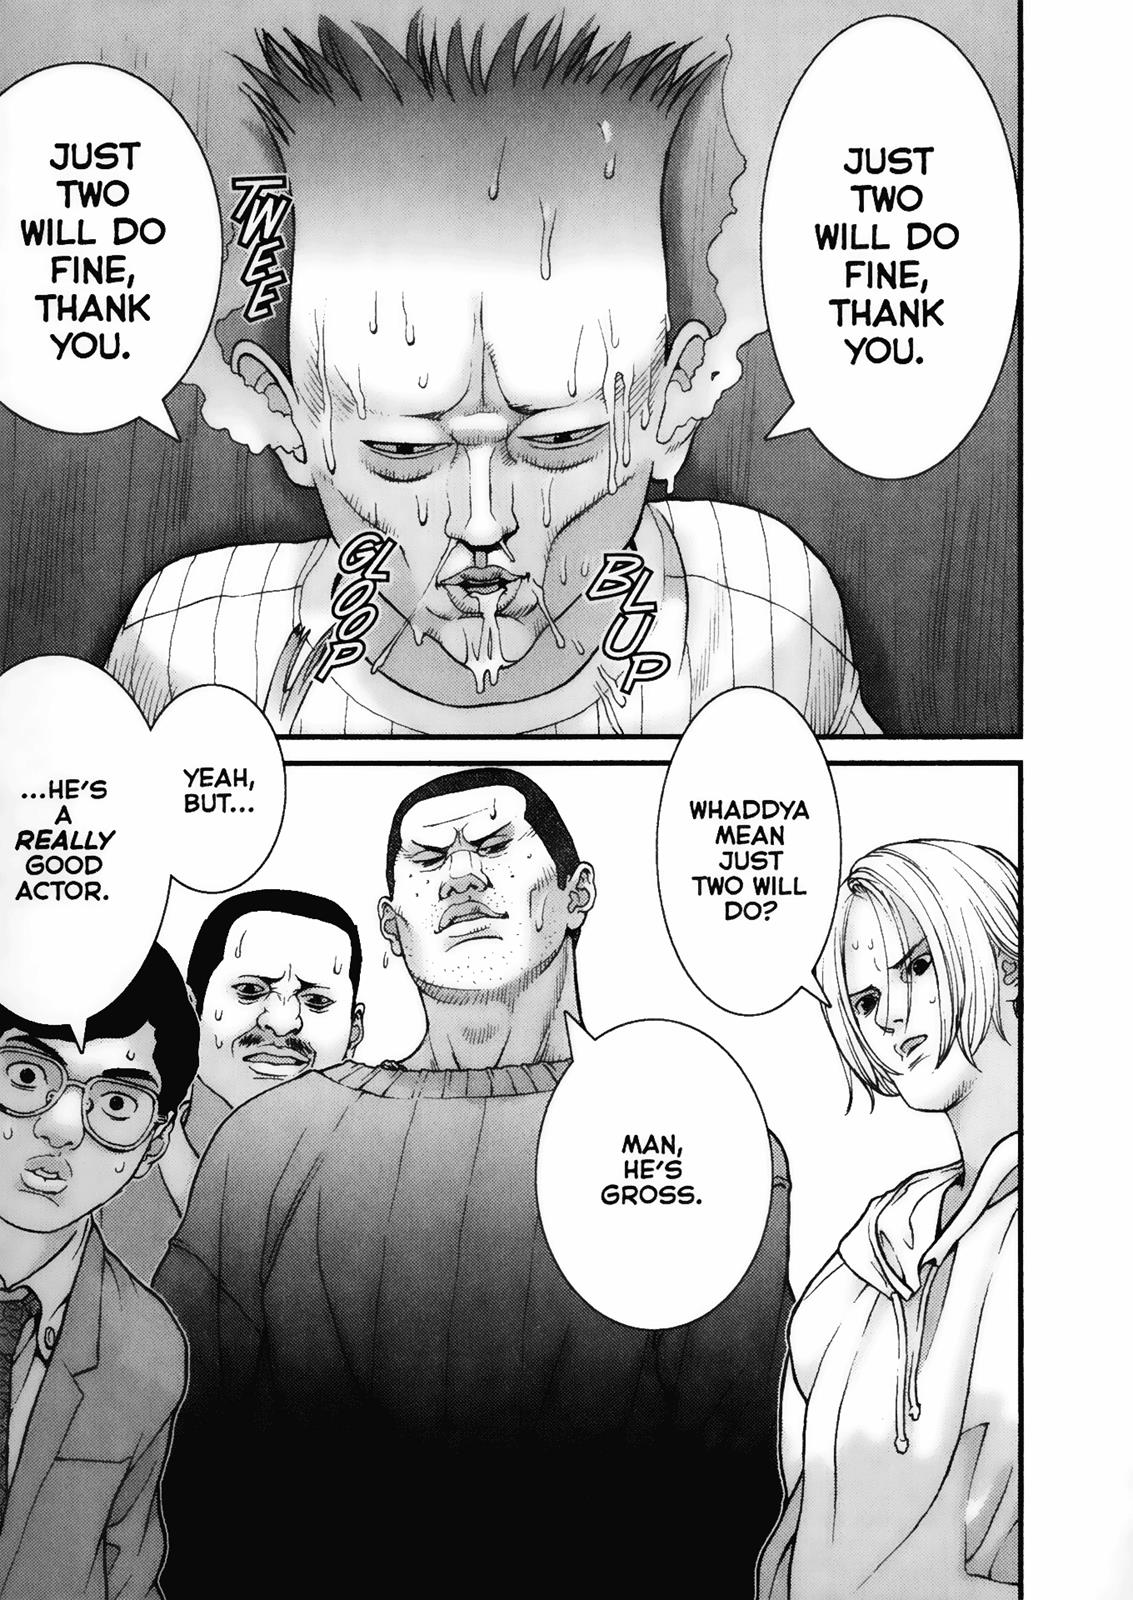 JUST
TWO
WILL DO
FINE,
THANK
YOU.
JUST
TWO
WILL DO
FINE,
THANK
YOU.
TWEE
BLUP
GLOOP
WHADDYA
MEAN
JUST
TWO WILL
DO?
MAN,
HE'S
GROSS.
YEAH,
BUT...
...HE'S
A
REALLY
GOOD
ACTOR.